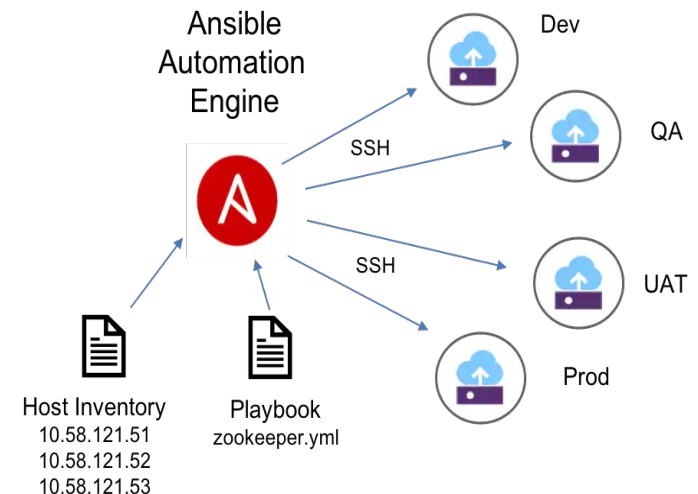 Ansible
Automation
Engine
Dev
QA
SSH
SSH
UAT
Prod
Host Inventory
10.58.121.51
10.58.121.52
10.58.121.53
Playbook
zookeeper.yml